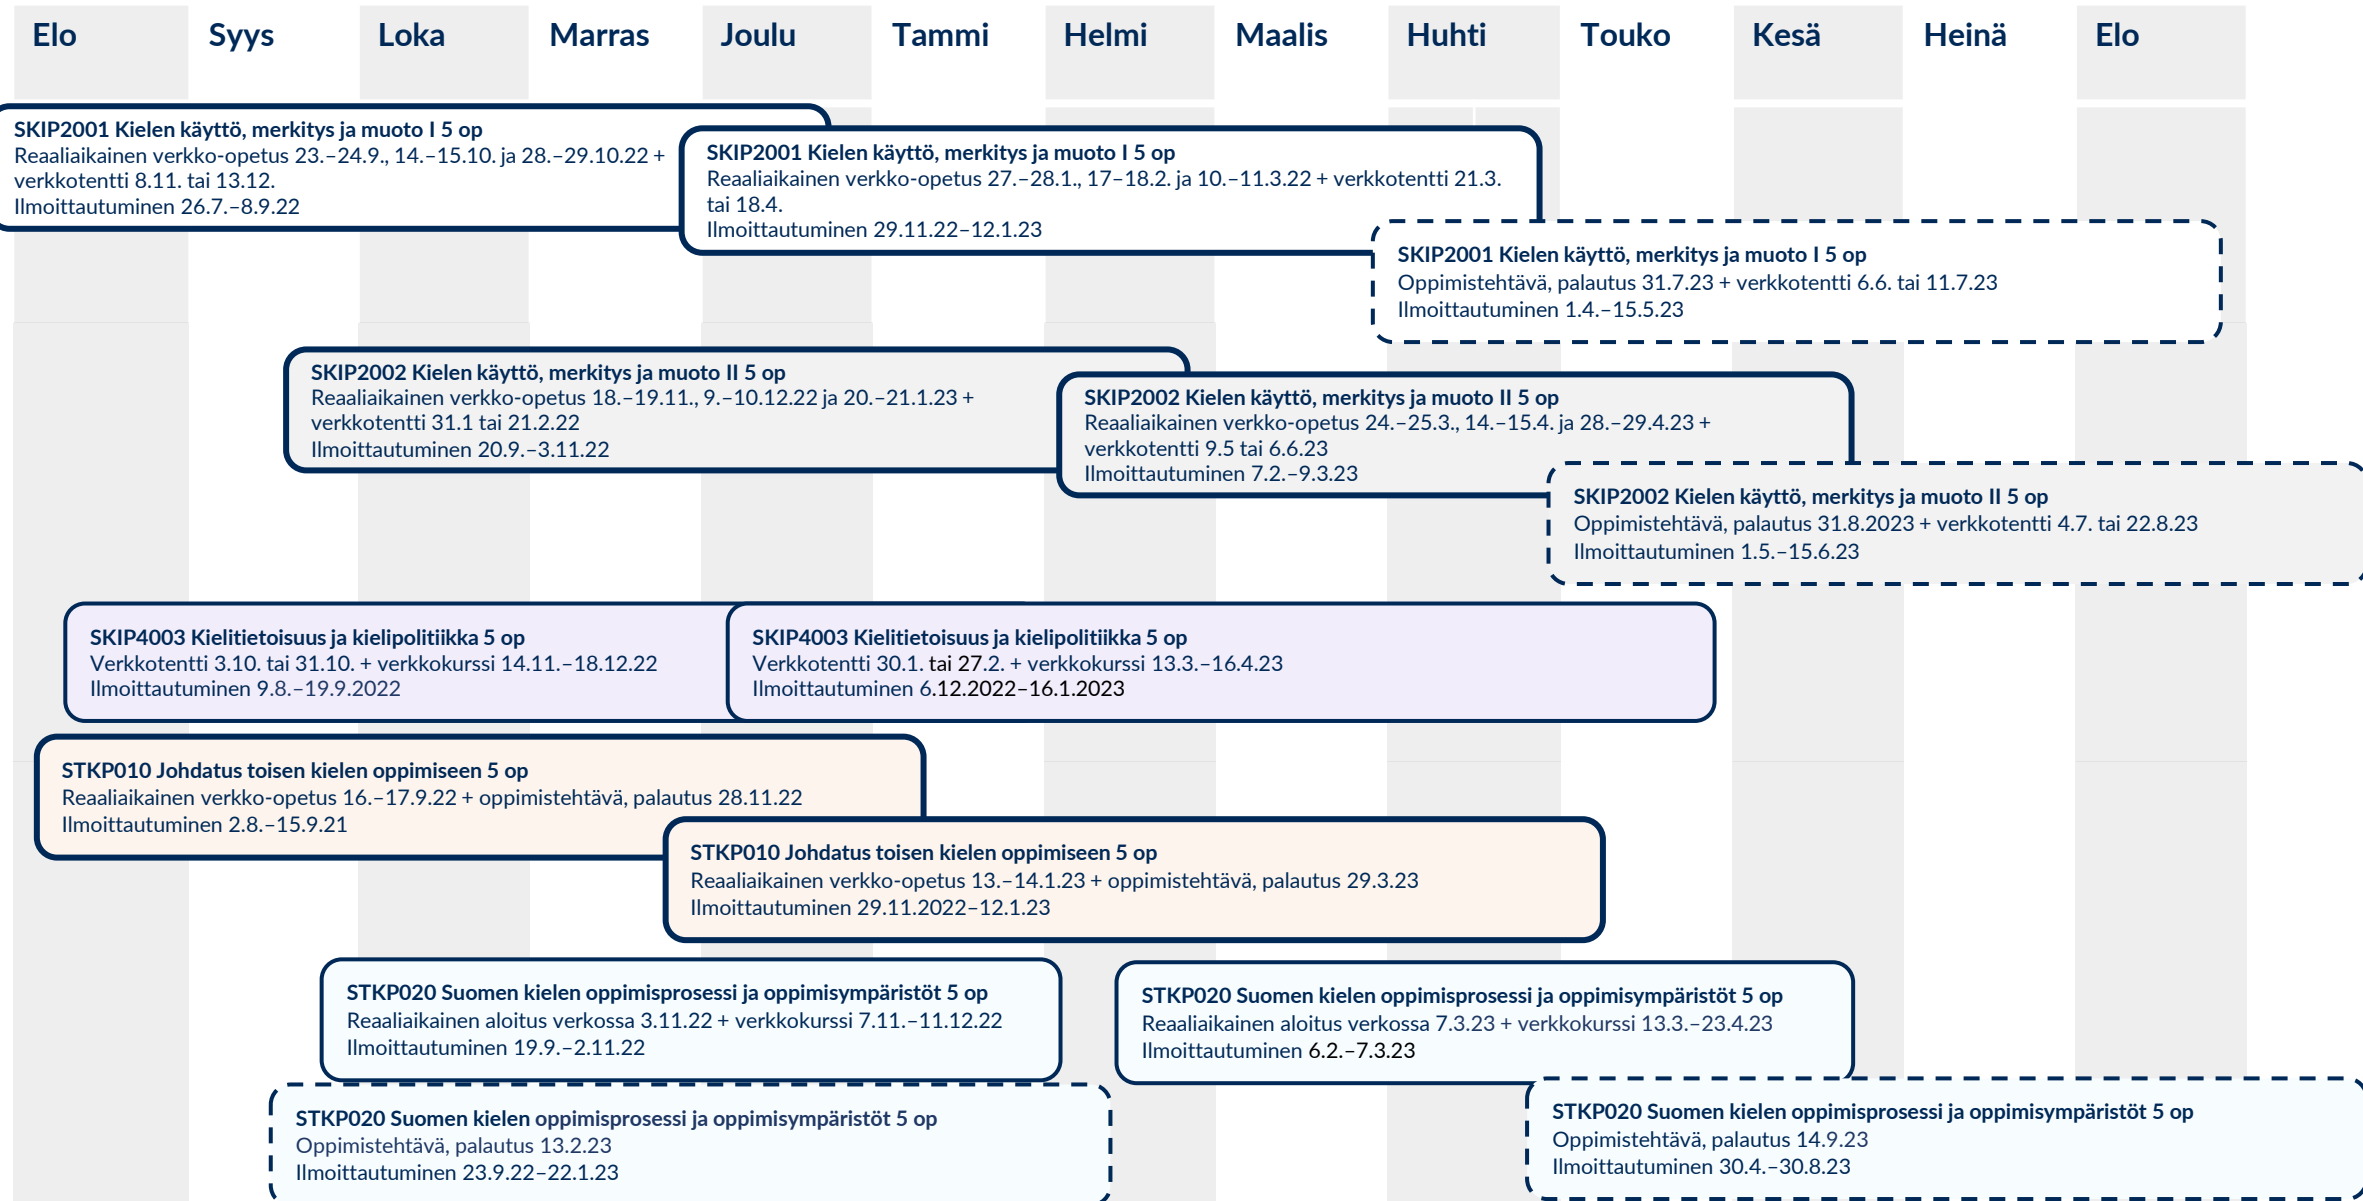 Elo
Syys
Loka
Marras
Joulu
Tammi
Helmi
Maalis
Huhti
Touko
Kesä
Heinä
Elo
SKIP2001 Kielen käyttö, merkitys ja muoto I 5 op
Reaaliaikainen verkko-opetus 23.–24.9., 14.–15.10. ja 28.–29.10.22 +
verkkotentti 8.11. tai 13.12.
Ilmoittautuminen 26.7.–8.9.22
SKIP2001 Kielen käyttö, merkitys ja muoto I 5 op
Reaaliaikainen verkko-opetus 27.–28.1., 17–18.2. ja 10.–11.3.22 + verkkotentti 21.3.
tai 18.4.
Ilmoittautuminen 29.11.22–12.1.23
SKIP2001 Kielen käyttö, merkitys ja muoto I 5 op
Oppimistehtävä, palautus 31.7.23 + verkkotentti 6.6. tai 11.7.23
Ilmoittautuminen 1.4.–15.5.23
SKIP2002 Kielen käyttö, merkitys ja muoto II 5 op
Reaaliaikainen verkko-opetus 18.–19.11., 9.–10.12.22 ja 20.–21.1.23 +
verkkotentti 31.1 tai 21.2.22
Ilmoittautuminen 20.9.–3.11.22
SKIP2002 Kielen käyttö, merkitys ja muoto II 5 op
Reaaliaikainen verkko-opetus 24.–25.3., 14.–15.4. ja 28.–29.4.23 +
verkkotentti 9.5 tai 6.6.23
Ilmoittautuminen 7.2.–9.3.23
SKIP2002 Kielen käyttö, merkitys ja muoto II 5 op
Oppimistehtävä, palautus 31.8.2023 + verkkotentti 4.7. tai 22.8.23
Ilmoittautuminen 1.5.–15.6.23
SKIP4003 Kielitietoisuus ja kielipolitiikka 5 op
Verkkotentti 3.10. tai 31.10. + verkkokurssi 14.11.–18.12.22
Ilmoittautuminen 9.8.–19.9.2022
SKIP4003 Kielitietoisuus ja kielipolitiikka 5 op
Verkkotentti 30.1. tai 27.2. + verkkokurssi 13.3.–16.4.23
Ilmoittautuminen 6.12.2022–16.1.2023
STKP010 Johdatus toisen kielen oppimiseen 5 op
Reaaliaikainen verkko-opetus 16.–17.9.22 + oppimistehtävä, palautus 28.11.22
Ilmoittautuminen 2.8.–15.9.21
STKP010 Johdatus toisen kielen oppimiseen 5 op
Reaaliaikainen verkko-opetus 13.–14.1.23 + oppimistehtävä, palautus 29.3.23
Ilmoittautuminen 29.11.2022–12.1.23
STKP020 Suomen kielen oppimisprosessi ja oppimisympäristöt 5 op
Reaaliaikainen aloitus verkossa 3.11.22 + verkkokurssi 7.11.–11.12.22
Ilmoittautuminen 19.9.–2.11.22
STKP020 Suomen kielen oppimisprosessi ja oppimisympäristöt 5 op
Reaaliaikainen aloitus verkossa 7.3.23 + verkkokurssi 13.3.–23.4.23
Ilmoittautuminen 6.2.–7.3.23
STKP020 Suomen kielen oppimisprosessi ja oppimisympäristöt 5 op
Oppimistehtävä, palautus 13.2.23
Ilmoittautuminen 23.9.22–22.1.23
STKP020 Suomen kielen oppimisprosessi ja oppimisympäristöt 5 op
Oppimistehtävä, palautus 14.9.23
Ilmoittautuminen 30.4.–30.8.23